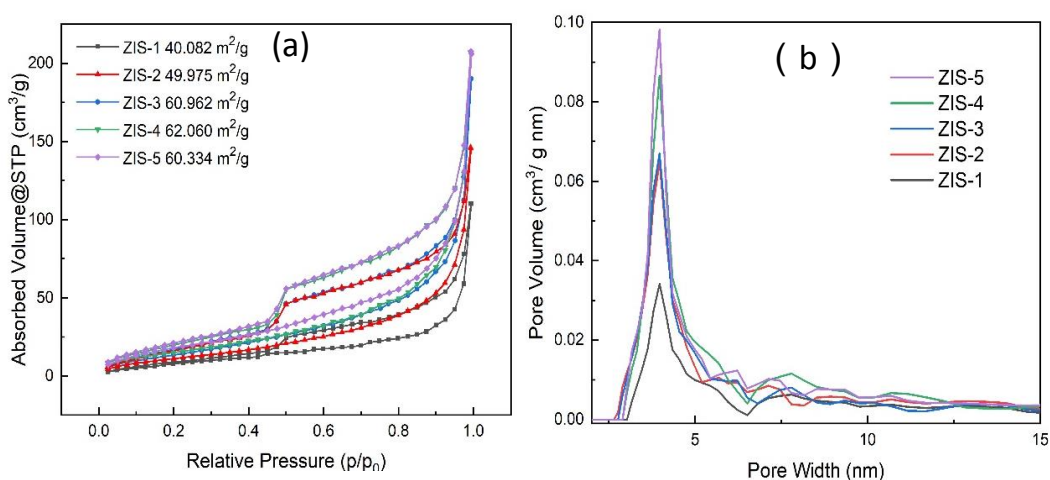 (a)
ZIS-1 40.082 m²/g
ZIS-2 49.975 m²/g
ZIS-3 60.962 m²/g
ZIS-4 62.060 m²/g
ZIS-5 60.334 m²/g
Absorbed Volume@STP (cm³/g)
200
150
100
50
0
0.0 0.2 0.4 0.6 0.8 1.0
Relative Pressure (p/p₀)
( b )
ZIS-5
ZIS-4
ZIS-3
ZIS-2
ZIS-1
Pore Volume (cm³/ g nm)
0.10
0.08
0.06
0.04
0.02
0.00
5 10 15
Pore Width (nm)